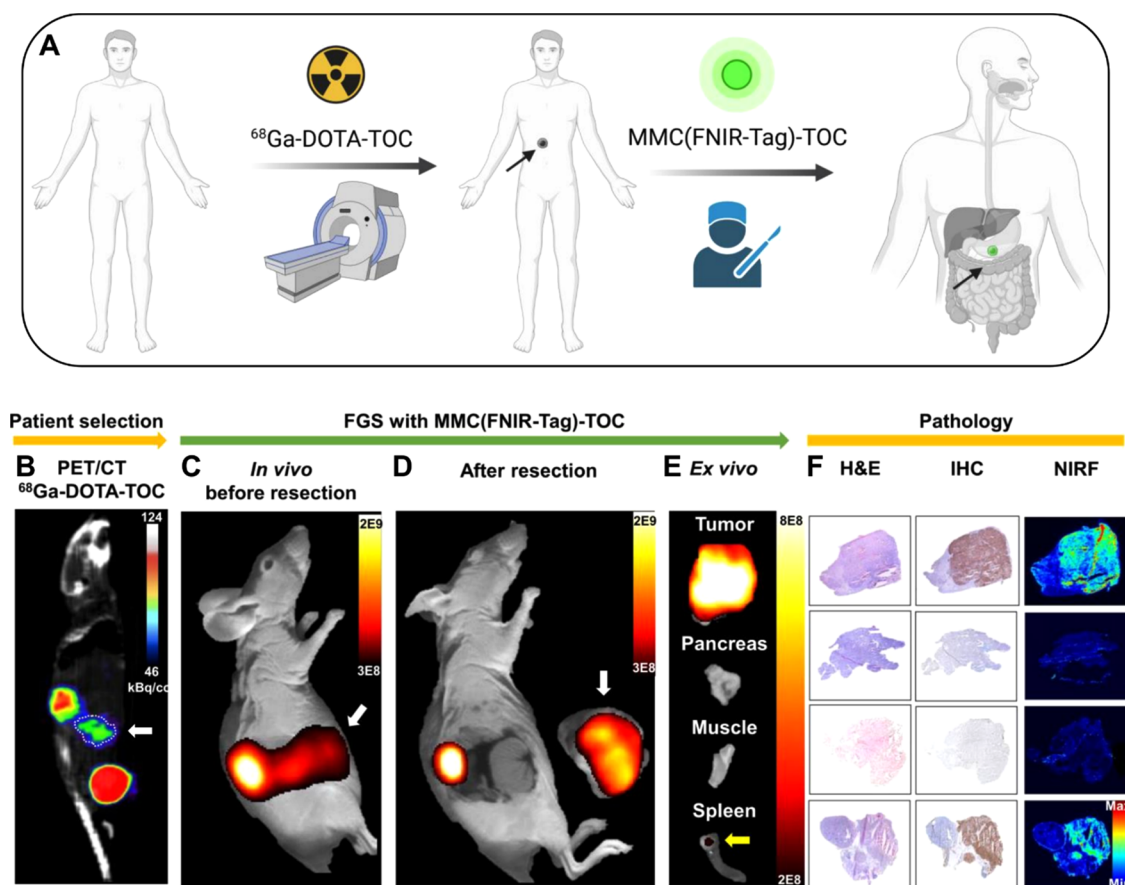 A
⁶⁸Ga-DOTA-TOC
MMC(FNIR-Tag)-TOC
Patient selection
FGS with MMC(FNIR-Tag)-TOC
Pathology
B PET/CT
⁶⁸Ga-DOTA-TOC
C In vivo
before resection
D After resection
E Ex vivo
F H&E IHC NIRF
124
46
kBq/cc
2E9
3E8
2E9
3E8
Tumor
Pancreas
Muscle
Spleen
8E8
2E8
Max